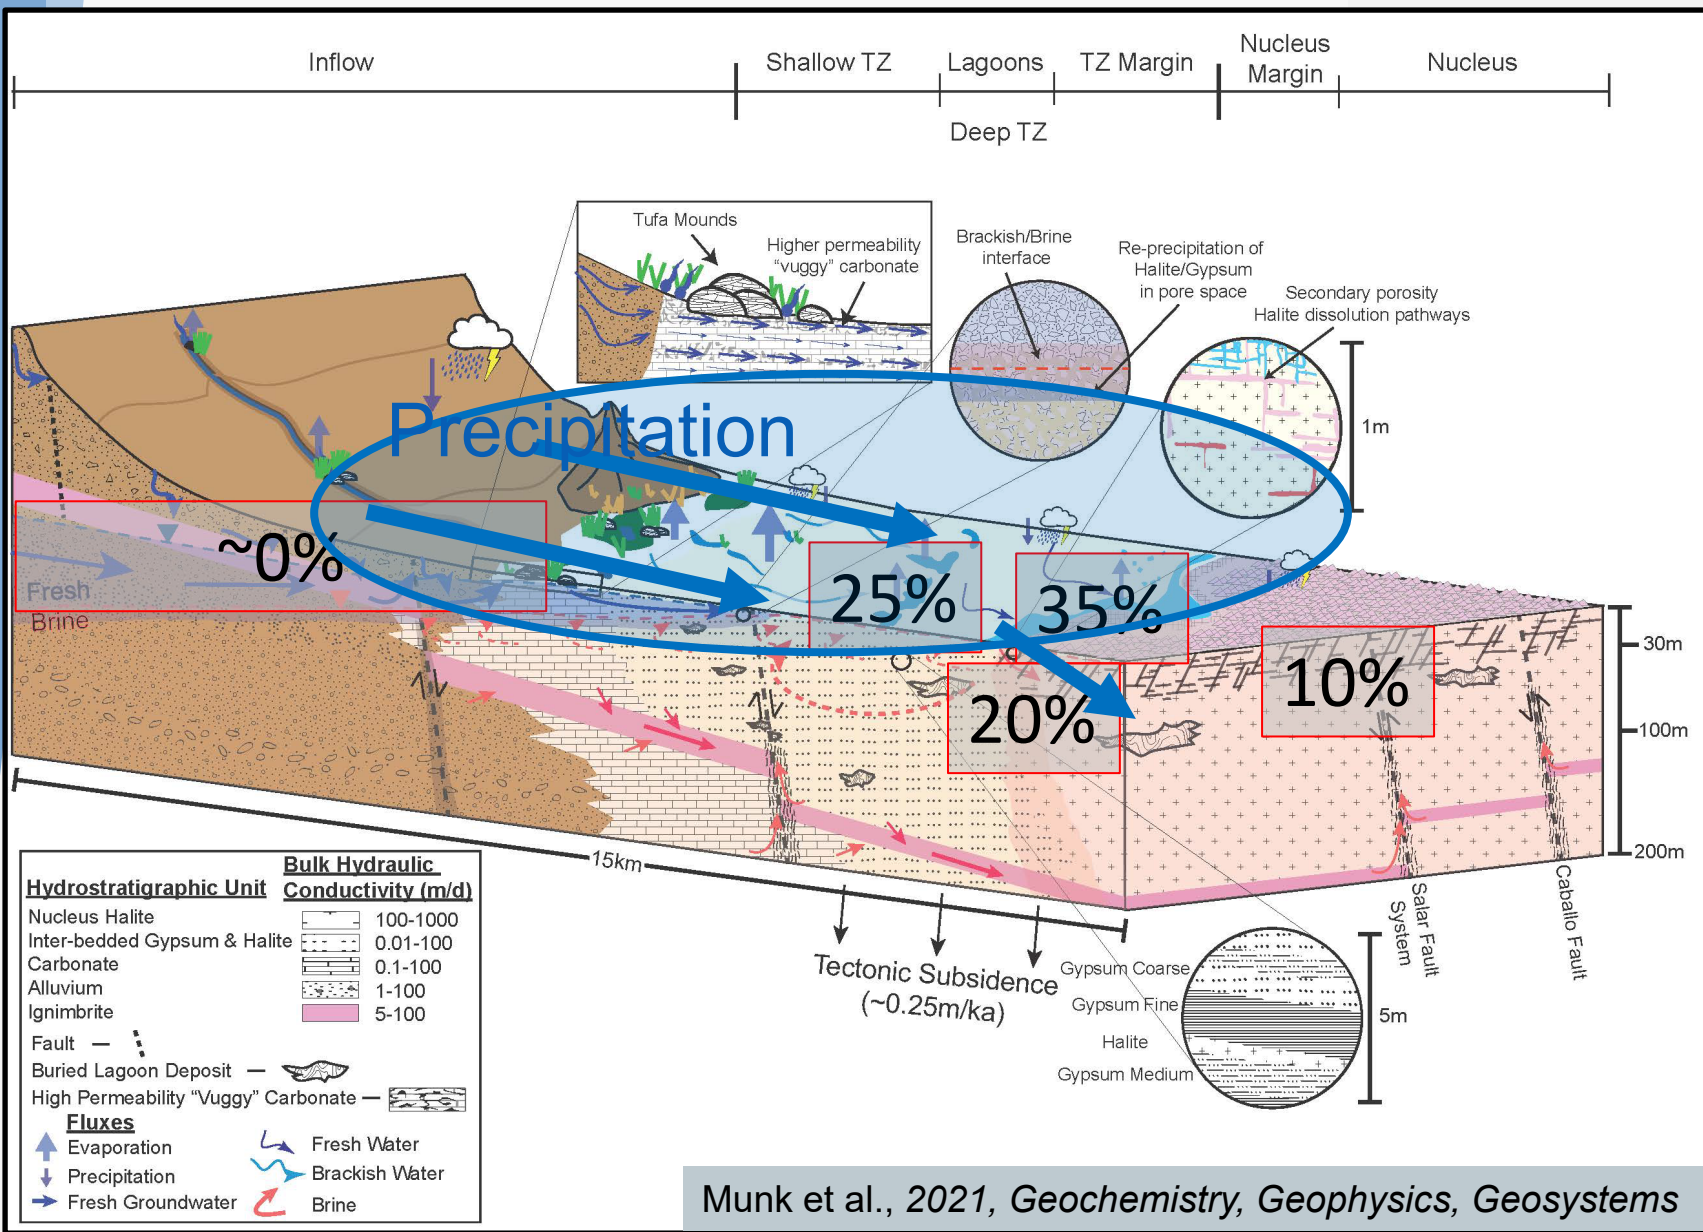 Inflow
Shallow TZ
Lagoons
TZ Margin
Nucleus
Margin
Nucleus
Deep TZ
Tufa Mounds
Higher permeability
“vuggy” carbonate
Brackish/Brine
interface
Re-precipitation of
Halite/Gypsum
in pore space
Secondary porosity
Halite dissolution pathways
1m
Precipitation
~0%
Fresh
Brine
25%
35%
20%
10%
30m
100m
200m
15km
Tectonic Subsidence
(~0.25m/ka)
Salar Fault
System
Caballo Fault
Gypsum Coarse
Gypsum Fine
Halite
Gypsum Medium
5m
Hydrostratigraphic Unit
Bulk Hydraulic
Conductivity (m/d)
Nucleus Halite 100-1000
Inter-bedded Gypsum & Halite 0.01-100
Carbonate 0.1-100
Alluvium 1-100
Ignimbrite 5-100
Fault —
Buried Lagoon Deposit —
High Permeability “Vuggy” Carbonate —
Fluxes
Evaporation
Precipitation
Fresh Groundwater
Fresh Water
Brackish Water
Brine
Munk et al., 2021, Geochemistry, Geophysics, Geosystems